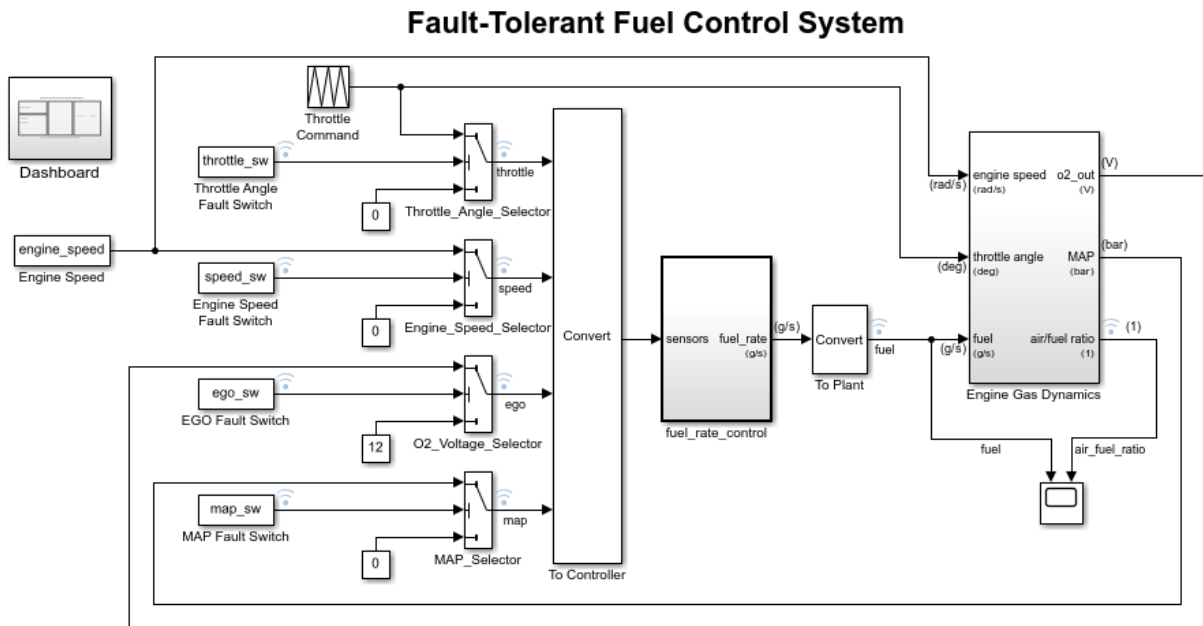 Fault-Tolerant Fuel Control System
Dashboard
Throttle
Command
throttle_sw
Throttle Angle
Fault Switch
0
throttle
Throttle_Angle_Selector
engine_speed
Engine Speed
speed_sw
Engine Speed
Fault Switch
0
speed
Engine_Speed_Selector
ego_sw
EGO Fault Switch
12
ego
O2_Voltage_Selector
map_sw
MAP Fault Switch
0
map
MAP_Selector
Convert
To Controller
sensors
fuel_rate
(g/s)
fuel_rate_control
(g/s)
Convert
To Plant
fuel
(rad/s)
engine speed
(rad/s)
o2_out
(V)
(V)
(deg)
throttle angle
(deg)
MAP
(bar)
(bar)
(g/s)
fuel
(g/s)
air/fuel ratio
(1)
(1)
Engine Gas Dynamics
fuel
air_fuel_ratio